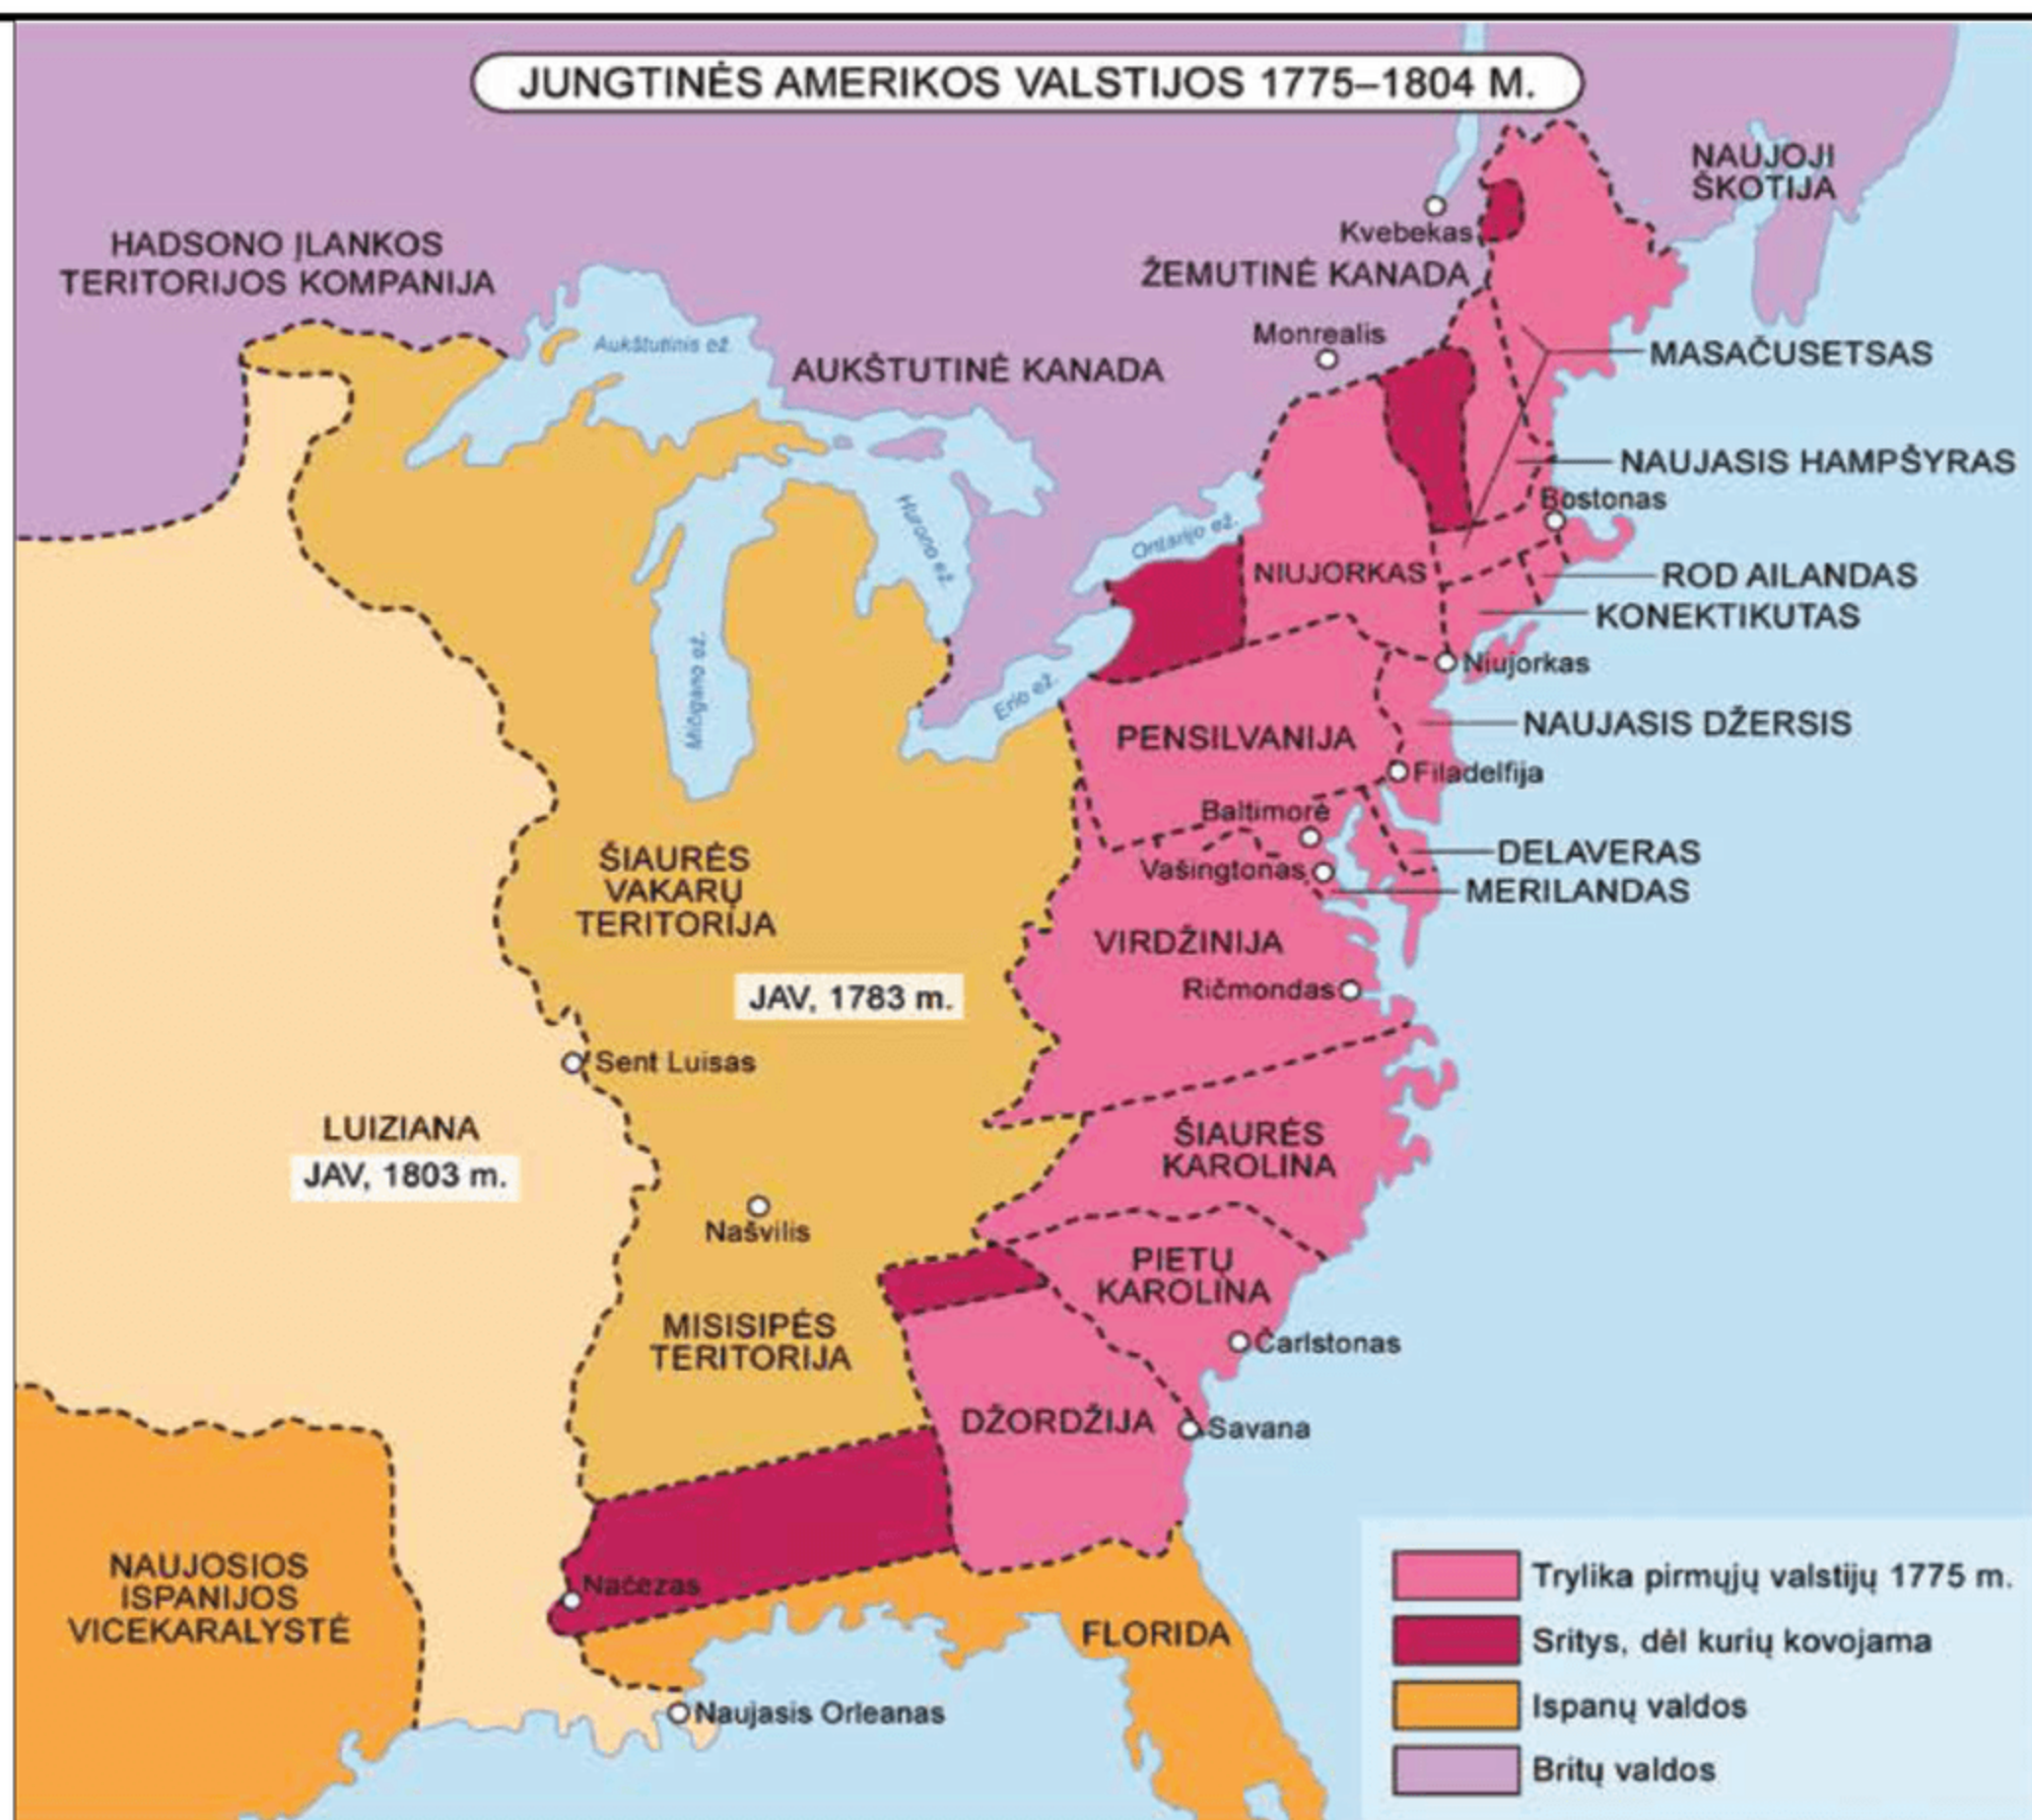 JUNGTINĖS AMERIKOS VALSTIJOS 1775–1804 M.
NAUJOJI
ŠKOTIJA
HADSONO ĮLANKOS
TERITORIJOS KOMPANIJA
Kvebekas
ŽEMUTINĖ KANADA
Monrealis
Aukštutinis ež.
AUKŠTUTINĖ KANADA
MASAČUSETSAS
NAUJASIS HAMPŠYRAS
Bostonas
Hurono ež.
Ontarijo ež.
NIUJORKAS
ROD AILANDAS
KONEKTIKUTAS
Niujorkas
Mičigano ež.
Erio ež.
PENSILVANIJA
NAUJASIS DŽERSIS
Filadelfija
Baltimorė
Vašingtonas
DELAVERAS
MERILANDAS
ŠIAURĖS
VAKARŲ
TERITORIJA
VIRDŽINIJA
JAV, 1783 m.
Ričmondas
Sent Luisas
LUIZIANA
JAV, 1803 m.
ŠIAURĖS
KAROLINA
Našvilis
PIETŲ
KAROLINA
MISISIPĖS
TERITORIJA
Čarlstonas
DŽORDŽIJA
Savana
NAUJOSIOS
ISPANIJOS
VICEKARALYSTĖ
Načezas
FLORIDA
Naujasis Orleanas
Trylika pirmųjų valstijų 1775 m.
Sritys, dėl kurių kovojama
Ispanų valdos
Britų valdos